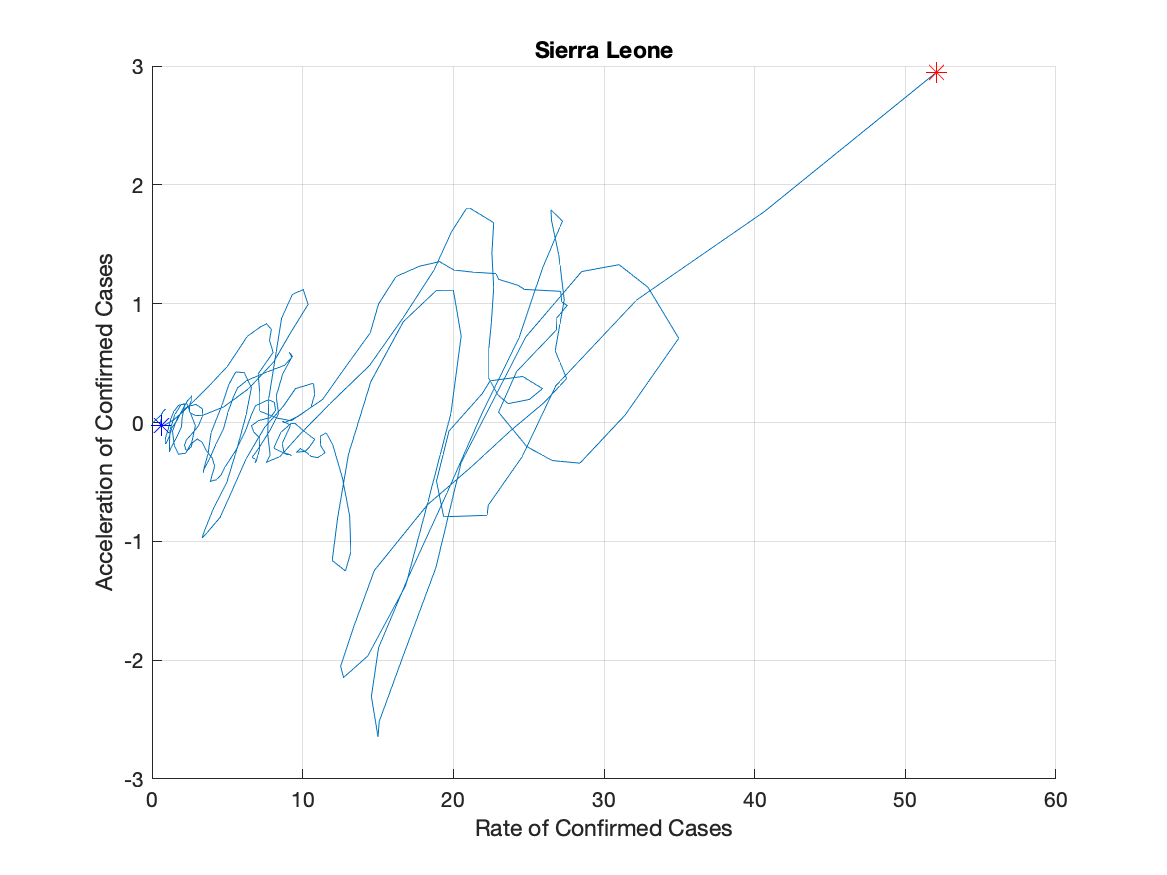 Sierra Leone
3
2
1
0
-1
-2
-3
Acceleration of Confirmed Cases
0 10 20 30 40 50 60
Rate of Confirmed Cases